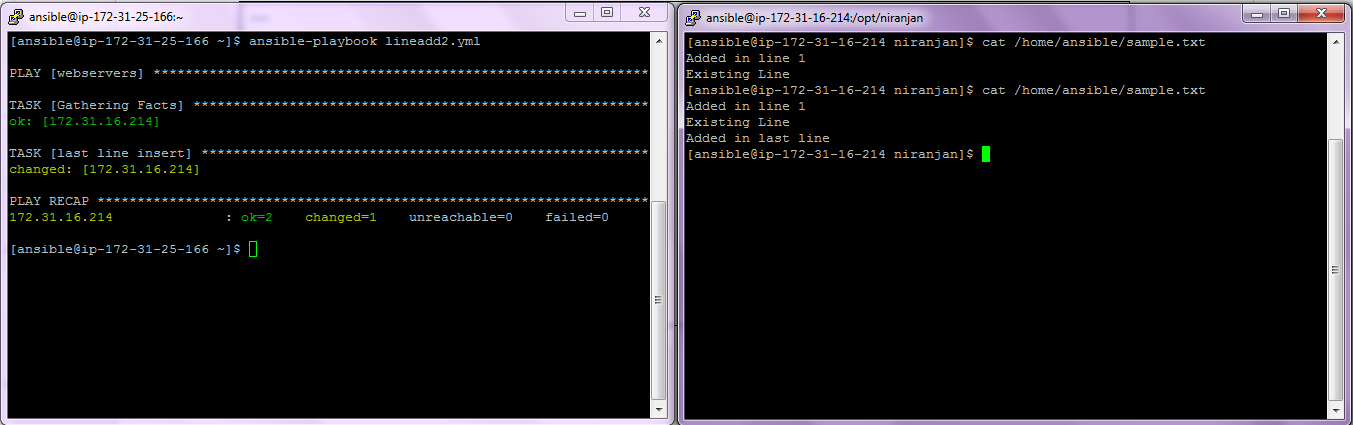 ansible@ip-172-31-25-166:~
[ansible@ip-172-31-25-166 ~]$ ansible-playbook lineadd2.yml
PLAY [webservers] **************************************************************
TASK [Gathering Facts] *********************************************************
ok: [172.31.16.214]
TASK [last line insert] ********************************************************
changed: [172.31.16.214]
PLAY RECAP *********************************************************************
172.31.16.214 : ok=2 changed=1 unreachable=0 failed=0
[ansible@ip-172-31-25-166 ~]$
ansible@ip-172-31-16-214:/opt/niranjan
[ansible@ip-172-31-16-214 niranjan]$ cat /home/ansible/sample.txt
Added in line 1
Existing Line
[ansible@ip-172-31-16-214 niranjan]$ cat /home/ansible/sample.txt
Added in line 1
Existing Line
Added in last line
[ansible@ip-172-31-16-214 niranjan]$